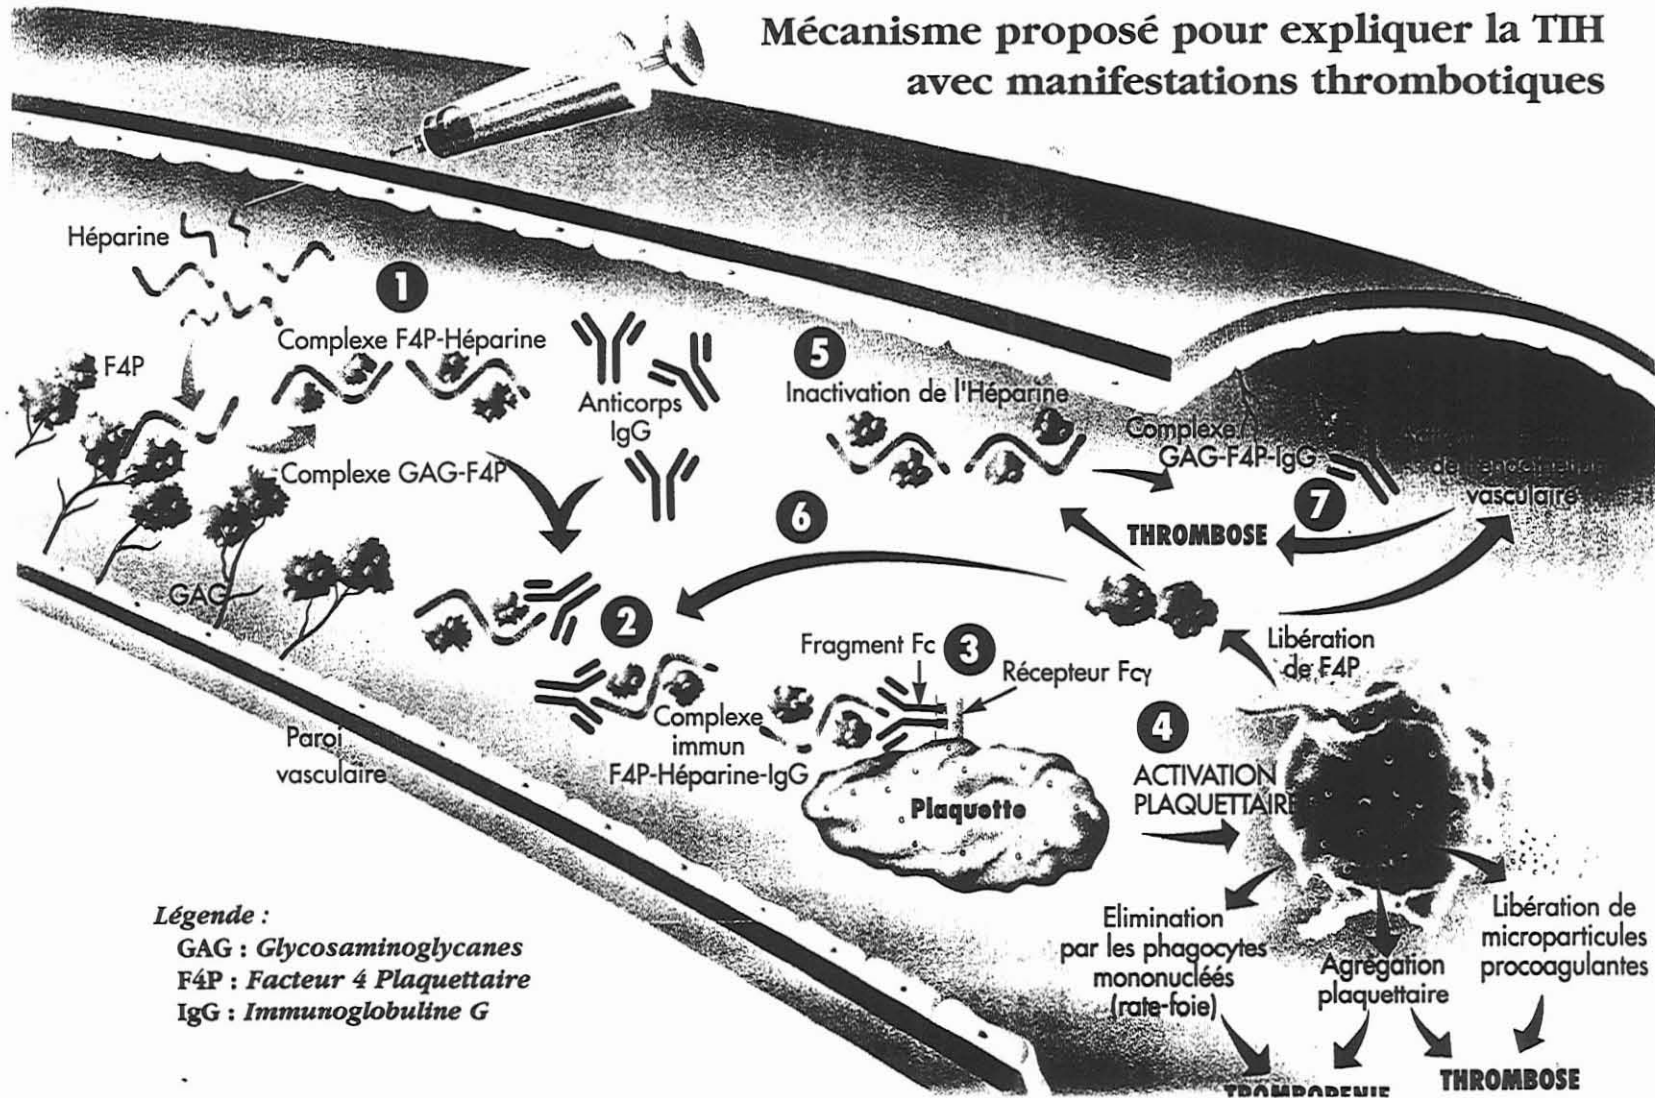 Mécanisme proposé pour expliquer la TIH
avec manifestations thrombotiques
Héparine
1
Complexe F4P-Héparine
F4P
Anticorps
IgG
Complexe GAG-F4P
GAG
5
Inactivation de l'Héparine
Complexe
GAG-F4P-IgG
vasculaire
7
THROMBOSE
6
2
Complexe
immun
F4P-Héparine-IgG
Fragment Fc
3
Récepteur Fcγ
Plaquette
Libération
de F4P
4
ACTIVATION
PLAQUETTAIRE
Paroi
vasculaire
Elimination
par les phagocytes
mononucléés
(rate-foie)
Agrégation
plaquettaire
Libération de
microparticules
procoagulantes
THROMBOSE
Légende :
GAG : Glycosaminoglycanes
F4P : Facteur 4 Plaquettaire
IgG : Immunoglobuline G